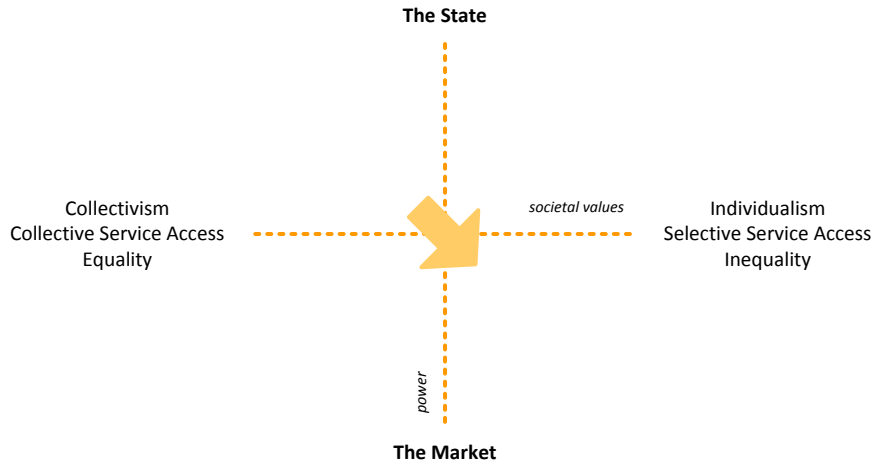 The State
societal values
Collectivism
Collective Service Access
Equality
Individualism
Selective Service Access
Inequality
power
The Market